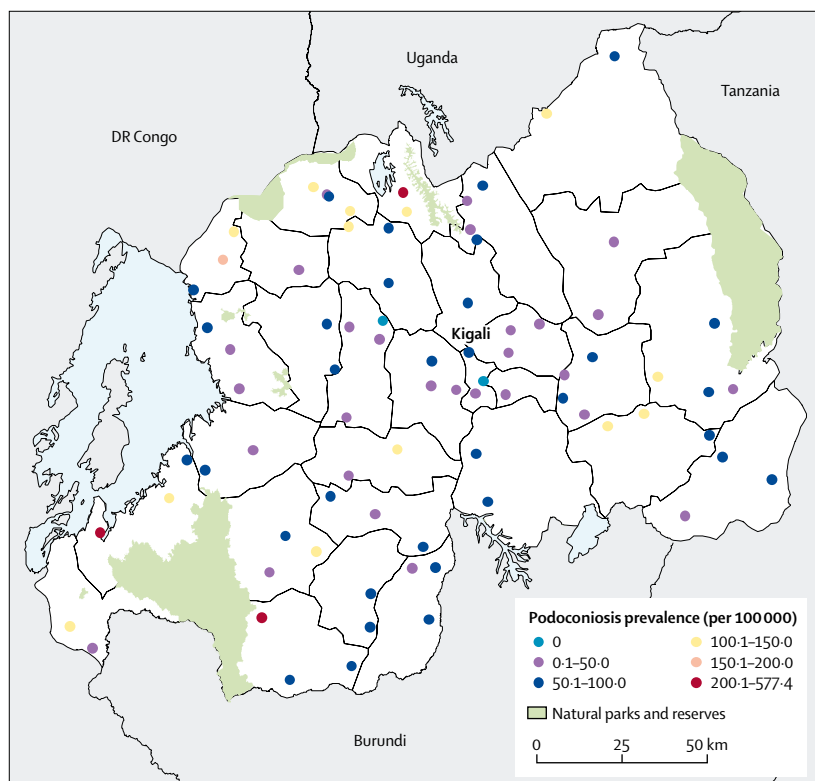 Uganda
Tanzania
DR Congo
Kigali
Podoconiosis prevalence (per 100 000)
0
0·1–50·0
50·1–100·0
100·1–150·0
150·1–200·0
200·1–577·4
Natural parks and reserves
0 25 50 km
Burundi